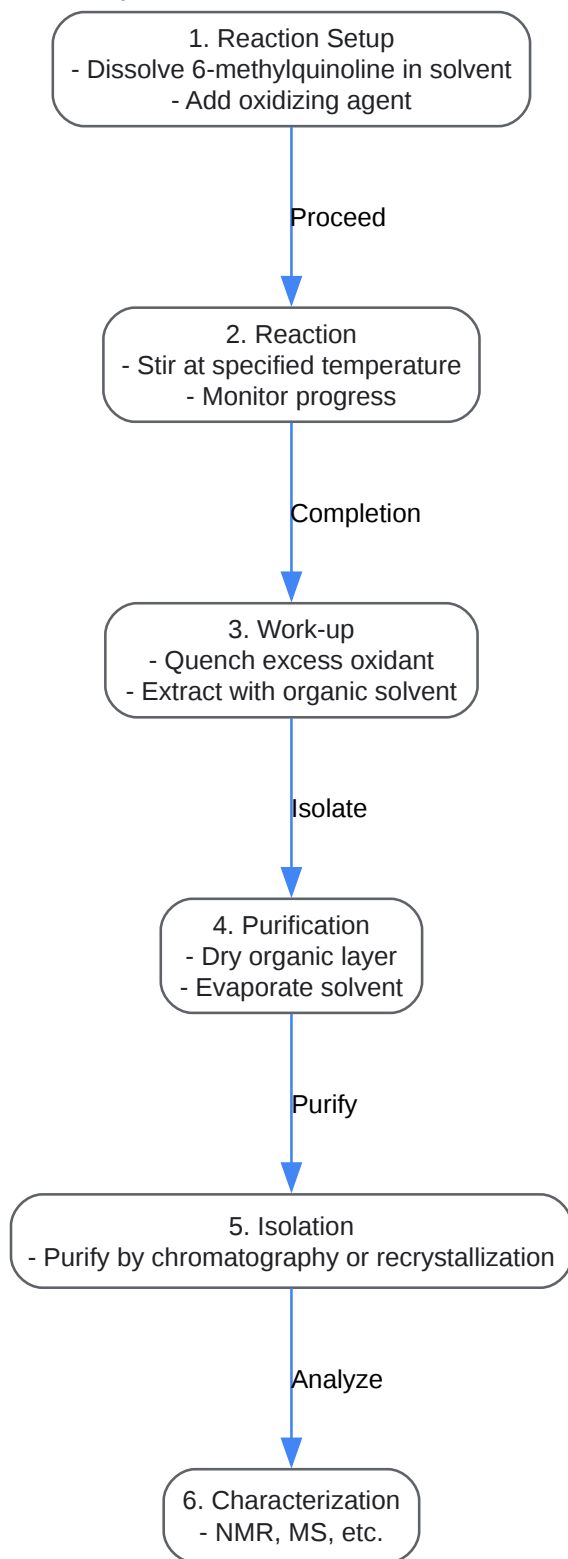 1. Reaction Setup
- Dissolve 6-methylquinoline in solvent
- Add oxidizing agent
Proceed
2. Reaction
- Stir at specified temperature
- Monitor progress
Completion
3. Work-up
- Quench excess oxidant
- Extract with organic solvent
Isolate
4. Purification
- Dry organic layer
- Evaporate solvent
Purify
5. Isolation
- Purify by chromatography or recrystallization
Analyze
6. Characterization
- NMR, MS, etc.